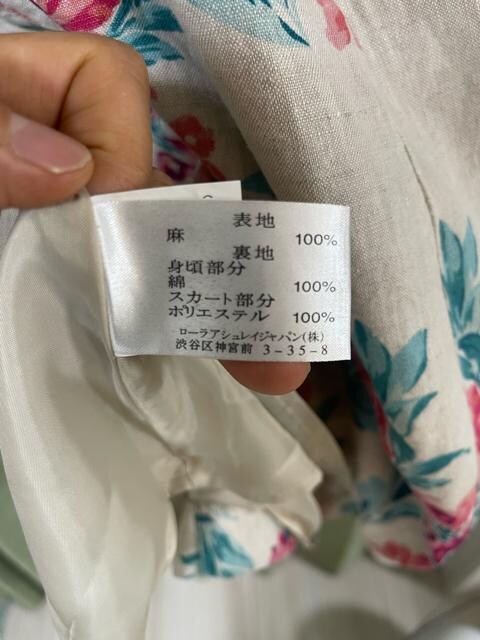 表地
麻 100%
裏地
身頃部分
綿 100%
スカート部分
ポリエステル 100%
ローラアシュレイジャパン(株)
渋谷区神宮前 3-35-8